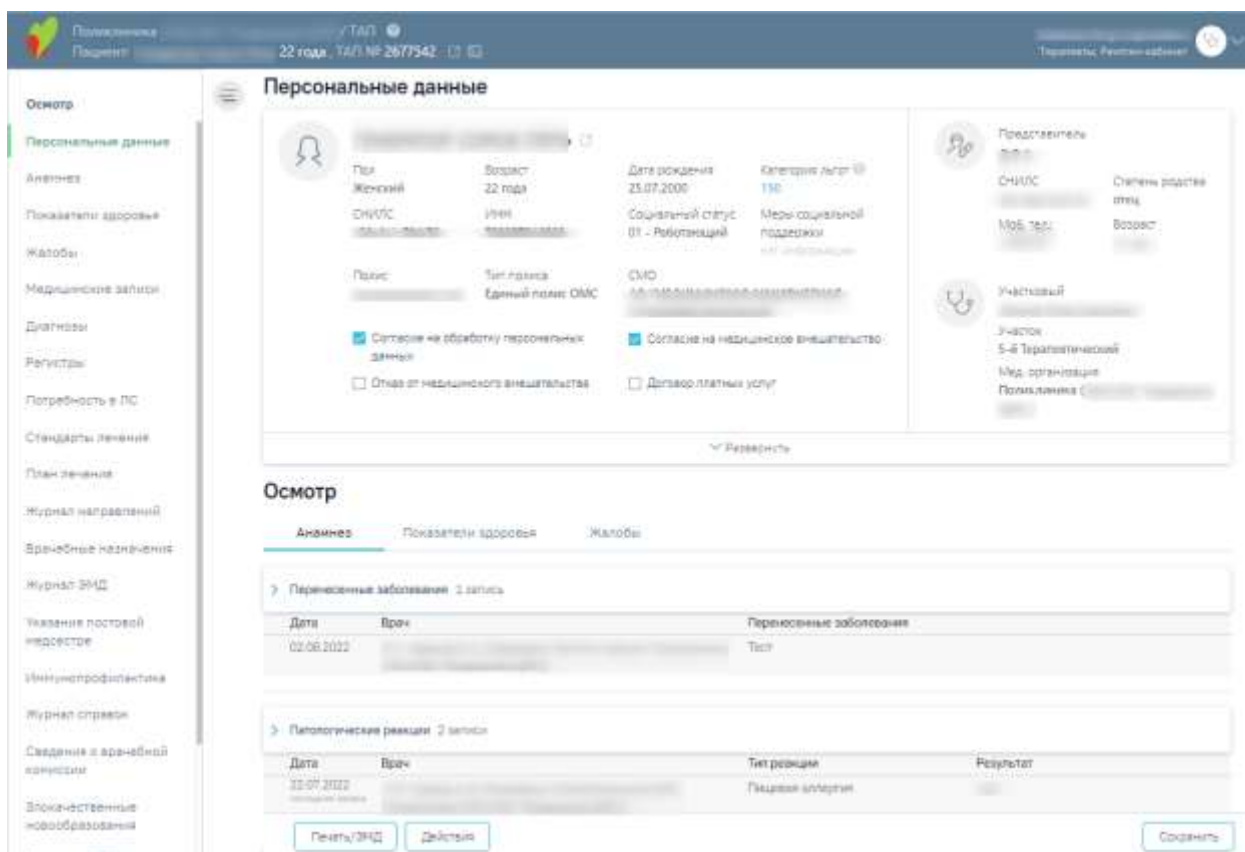 Поликлиника /ТАП
Пациент 22 года, ТАП № 2677542
Терапевты, Рентген-кабинет
Осмотр
Персональные данные
Анамнез
Показатели здоровья
Жалобы
Медицинские записи
Диагнозы
Регистры
Потребность в ЛС
Стандарты лечения
План лечения
Журнал направлений
Врачебные назначения
Журнал ЭМД
Указания постовой
медсестре
Иммунопрофилактика
Журнал справок
Сведения о врачебной
комиссии
Злокачественные
новообразования
Персональные данные
Пол Возраст Дата рождения Категория льгот
Женский 22 года 25.07.2000
СНИЛС ИНН Социальный статус Меры социальной
01 - Работающий поддержки
нет информации
Полис Тип полиса СМО
Единый полис ОМС
Согласие на обработку персональных
данных
Согласие на медицинское вмешательство
Отказ от медицинского вмешательства
Договор платных услуг
Развернуть
Представитель
СНИЛС Степень родства
отец
Моб. тел.: Возраст
Участковый
Участок
5-й Терапевтический
Мед. организация
Поликлиника
Осмотр
Анамнез Показатели здоровья Жалобы
Перенесенные заболевания 1 запись
Дата Врач Перенесенные заболевания
02.06.2022 Тест
Патологические реакции 2 записи
Дата Врач Тип реакции Результат
22.07.2022 Пищевая аллергия
последняя запись
Печать/ЭМД Действия Сохранить